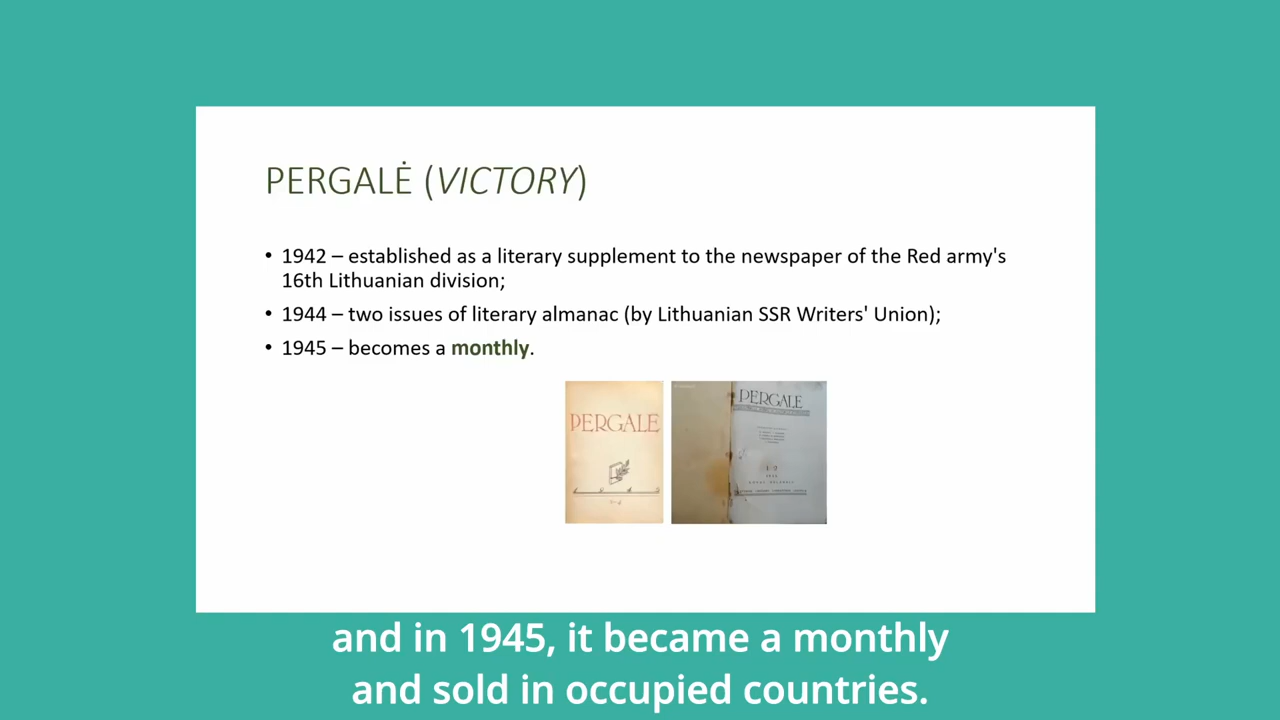 PERGALĖ (VICTORY)
• 1942 – established as a literary supplement to the newspaper of the Red army's
16th Lithuanian division;
• 1944 – two issues of literary almanac (by Lithuanian SSR Writers' Union);
• 1945 – becomes a monthly.
PERGALĖ
PERGALĖ
and in 1945, it became a monthly
and sold in occupied countries.